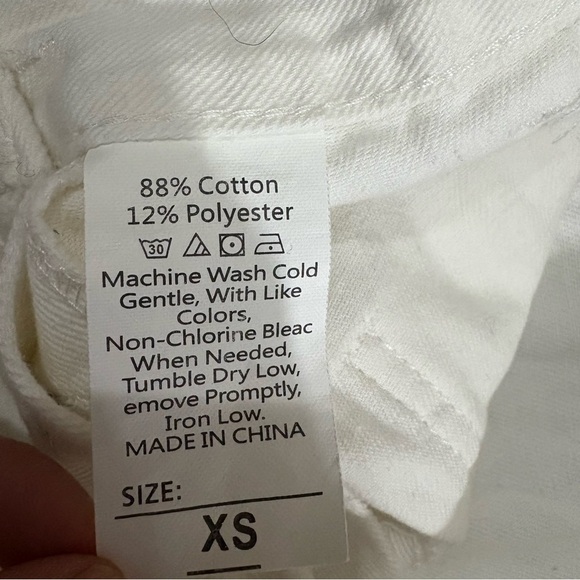 88% Cotton
12% Polyester
30
Machine Wash Cold
Gentle, With Like
Colors,
Non-Chlorine Bleac
When Needed,
Tumble Dry Low,
emove Promptly,
Iron Low.
MADE IN CHINA
SIZE:
XS